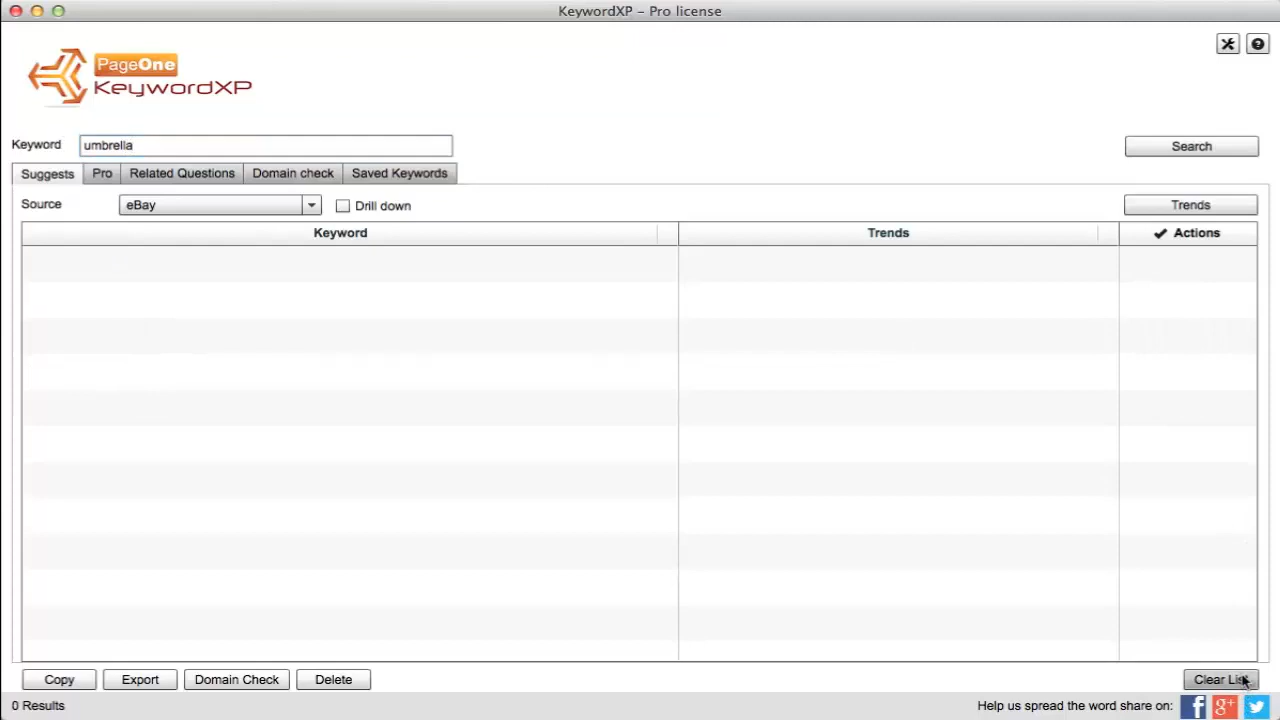 KeywordXP – Pro license
PageOne
KeywordXP
Keyword umbrella Search
Suggests Pro Related Questions Domain check Saved Keywords
Source eBay Drill down Trends
Keyword Trends Actions
Copy Export Domain Check Delete Clear List
0 Results Help us spread the word share on: